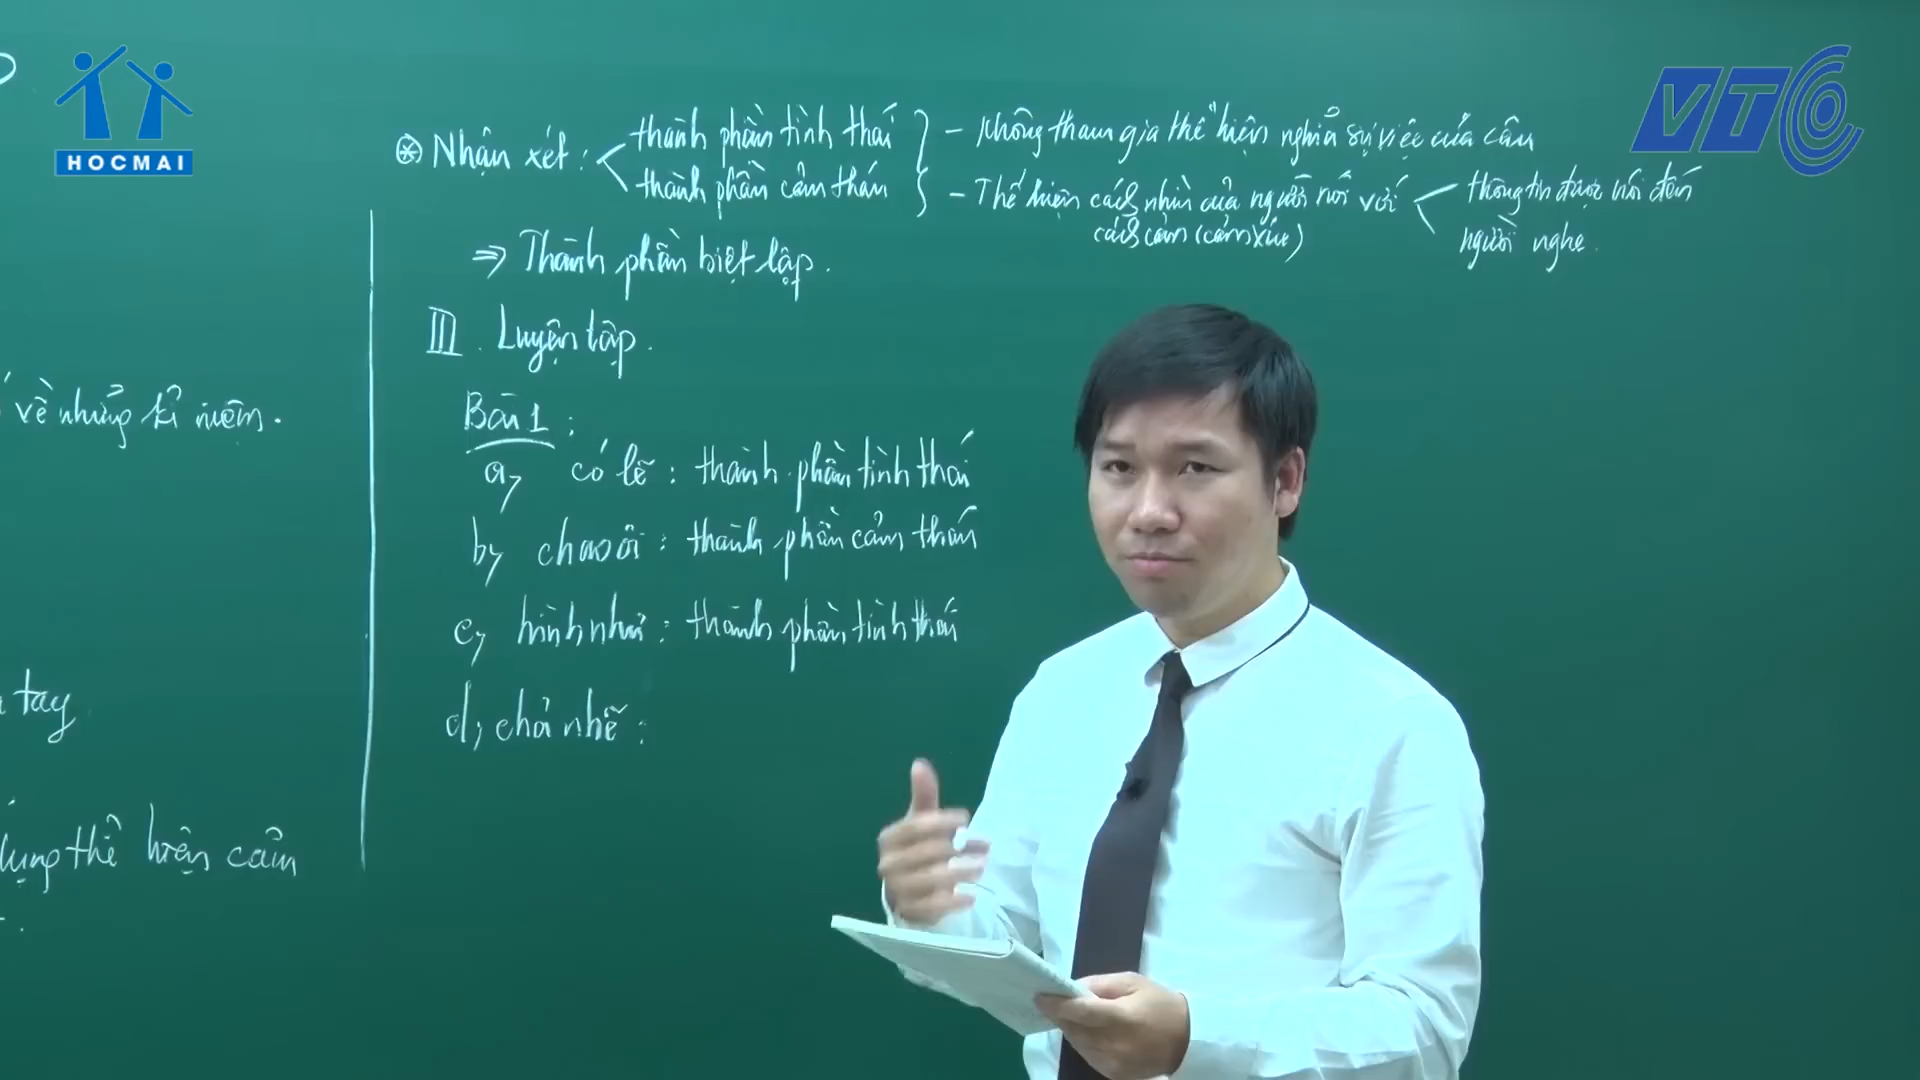 HOCMAI
VTC
⊛ Nhận xét: thành phần tình thái - Không tham gia thể hiện nghĩa sự việc của câu
thành phần cảm thán - Thể hiện cách nhìn của người nói với thông tin được nói đến
cách cảm (cảm xúc) người nghe.
⇒ Thành phần biệt lập.
III. Luyện tập.
về những kỉ niệm.
Bài 1:
a, có lẽ: thành phần tình thái
b, chao ôi: thành phần cảm thán
c, hình như: thành phần tình thái
tay
d, chả nhẽ:
dụng thể hiện cảm